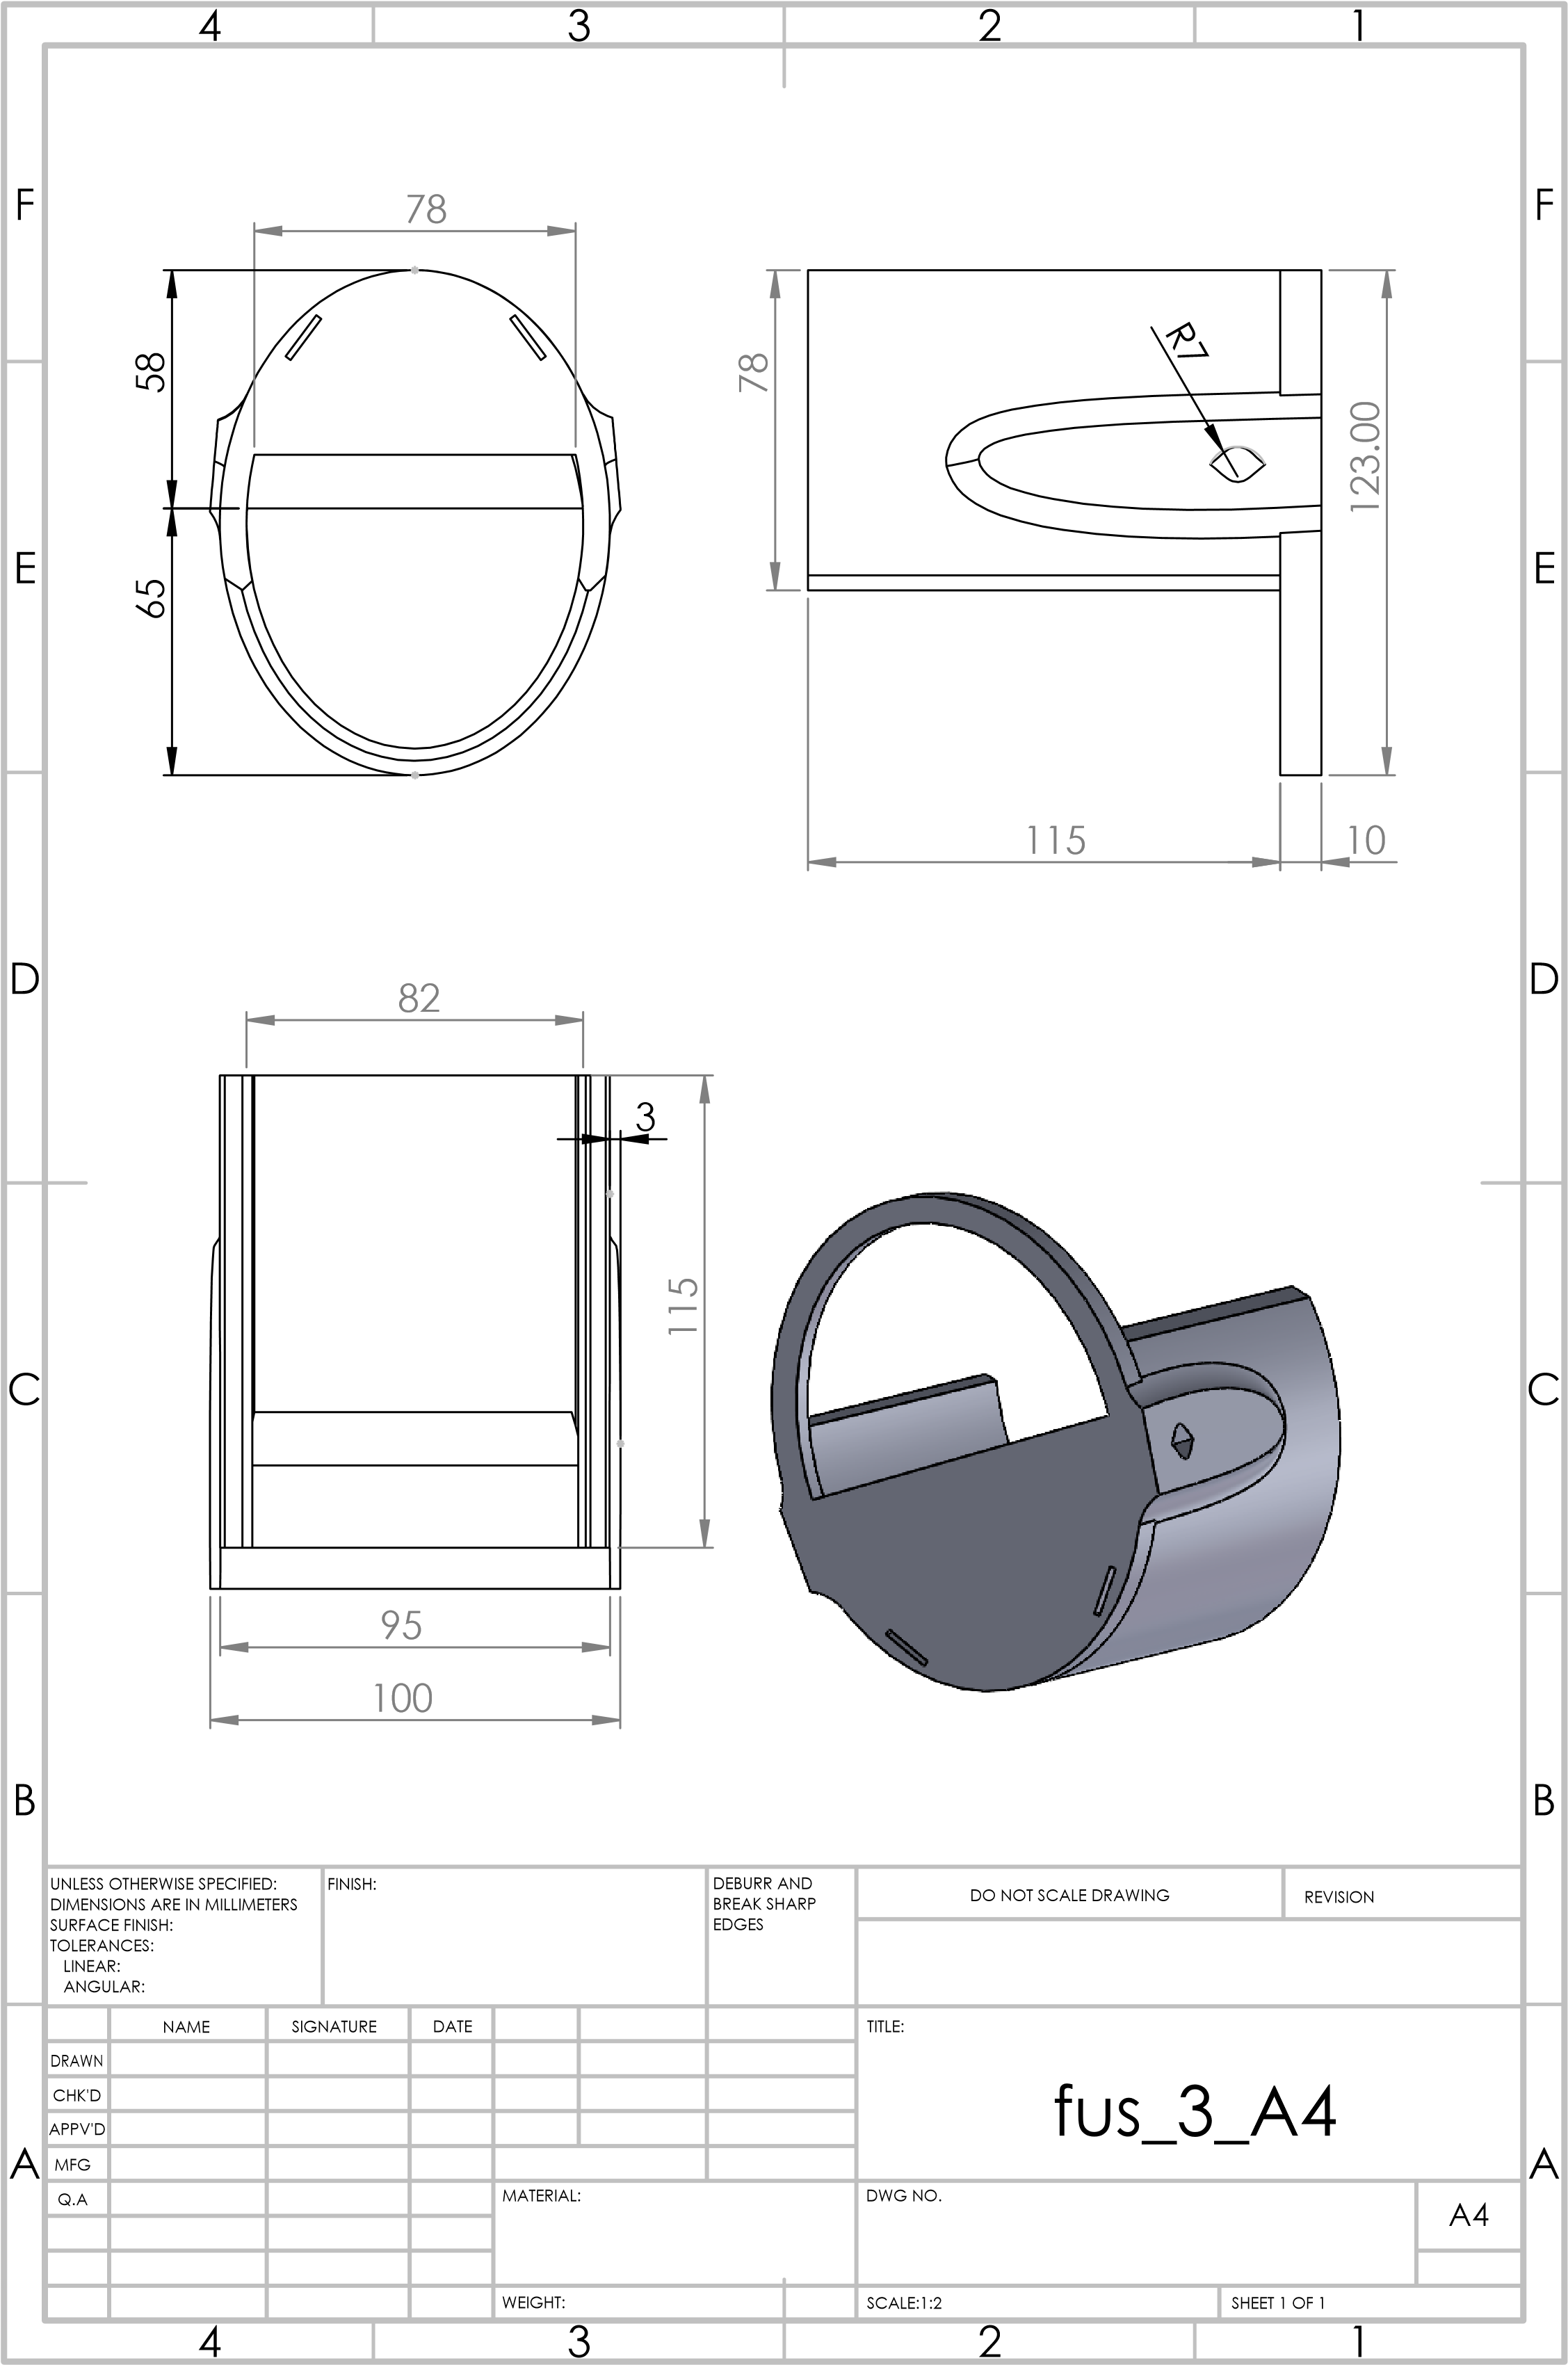 4 3 2 1
F F
78
58
78
R7
123.00
E E
65
115 10
D D
82
3
115
C C
95
100
B B
UNLESS OTHERWISE SPECIFIED:
DIMENSIONS ARE IN MILLIMETERS
SURFACE FINISH:
TOLERANCES:
LINEAR:
ANGULAR:
FINISH:
DEBURR AND
BREAK SHARP
EDGES
DO NOT SCALE DRAWING
REVISION
NAME SIGNATURE DATE
DRAWN
CHK'D
APPV'D
MFG
Q.A
TITLE:
fus_3_A4
A A
MATERIAL:
DWG NO.
A4
WEIGHT:
SCALE:1:2
SHEET 1 OF 1
4 3 2 1